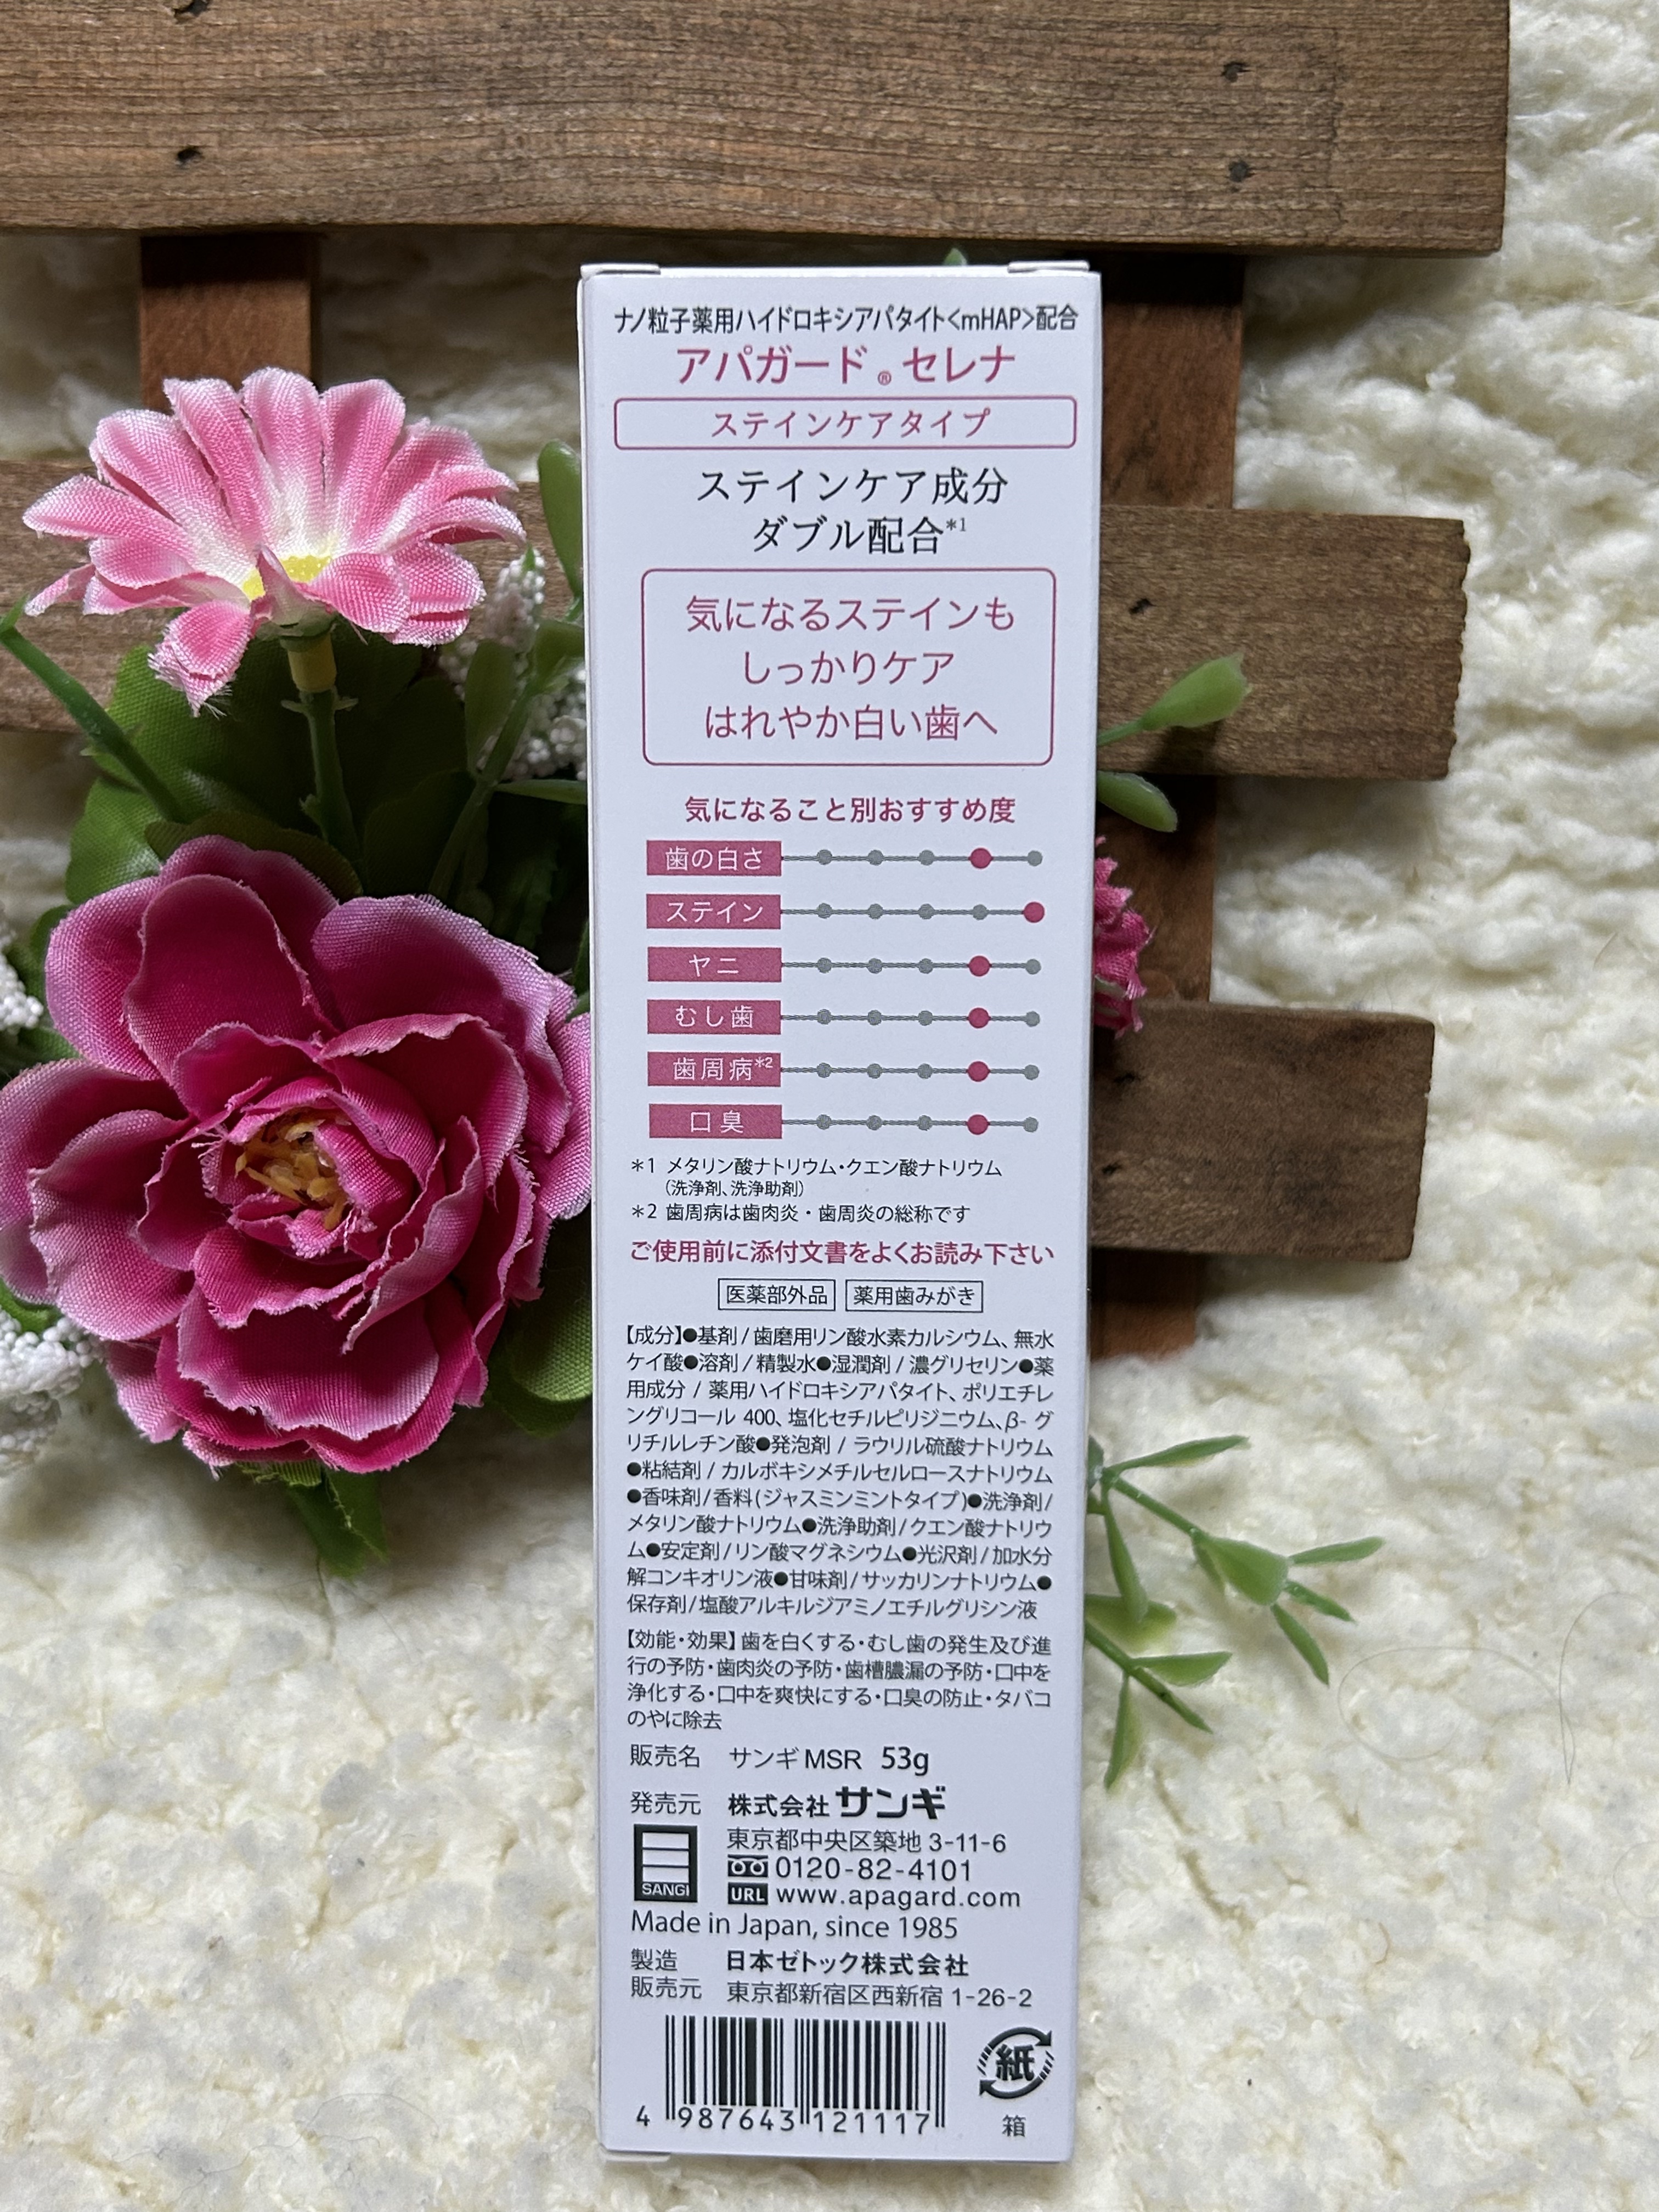 ナノ粒子薬用ハイドロキシアパタイト<mHAP>配合
アパガード® セレナ
ステインケアタイプ
ステインケア成分
ダブル配合*1
気になるステインも
しっかりケア
はれやか白い歯へ
気になること別おすすめ度
歯の白さ
ステイン
ヤニ
むし歯
歯周病*2
口臭
*1 メタリン酸ナトリウム・クエン酸ナトリウム
(洗浄剤、洗浄助剤)
*2 歯周病は歯肉炎・歯周炎の総称です
ご使用前に添付文書をよくお読み下さい
医薬部外品 薬用歯みがき
【成分】●基剤/歯磨用リン酸水素カルシウム、無水
ケイ酸●溶剤/精製水●湿潤剤/濃グリセリン●薬
用成分/薬用ハイドロキシアパタイト、ポリエチレ
ングリコール 400、塩化セチルピリジニウム、β- グ
リチルレチン酸●発泡剤/ラウリル硫酸ナトリウム
●粘結剤/カルボキシメチルセルロースナトリウム
●香味剤/香料(ジャスミンミントタイプ)●洗浄剤/
メタリン酸ナトリウム●洗浄助剤/クエン酸ナトリウ
ム●安定剤/リン酸マグネシウム●光沢剤/加水分
解コンキオリン液●甘味剤/サッカリンナトリウム●
保存剤/塩酸アルキルジアミノエチルグリシン液
【効能・効果】歯を白くする・むし歯の発生及び進
行の予防・歯肉炎の予防・歯槽膿漏の予防・口中を
浄化する・口中を爽快にする・口臭の防止・タバコ
のやに除去
販売名 サンギMSR 53g
発売元 株式会社サンギ
東京都中央区築地 3-11-6
0120-82-4101
SANGI URL www.apagard.com
Made in Japan, since 1985
製造 日本ゼトック株式会社
販売元 東京都新宿区西新宿 1-26-2
紙
4 987643 121117
箱